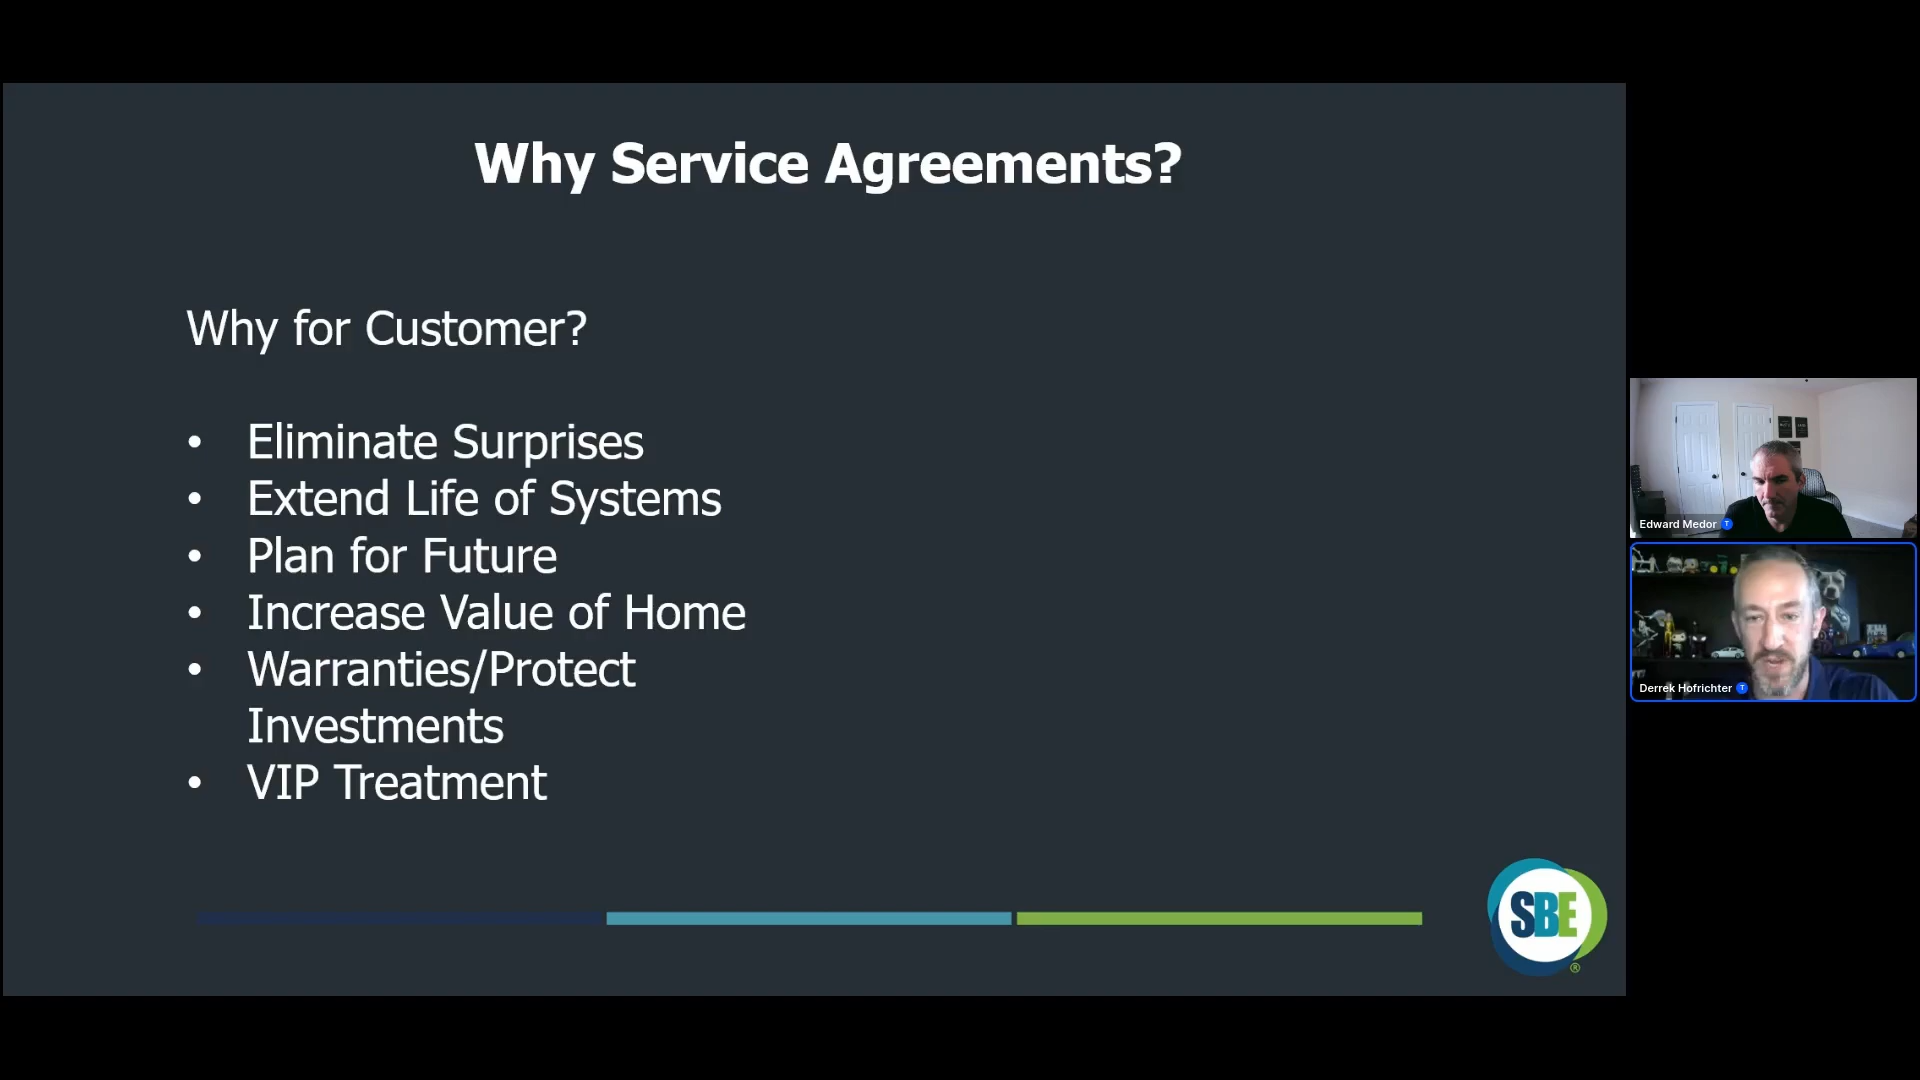 Why Service Agreements?
Why for Customer?
• Eliminate Surprises
• Extend Life of Systems
• Plan for Future
• Increase Value of Home
• Warranties/Protect
Investments
• VIP Treatment
SBE
®
Edward Medor T
Derrek Hofrichter T